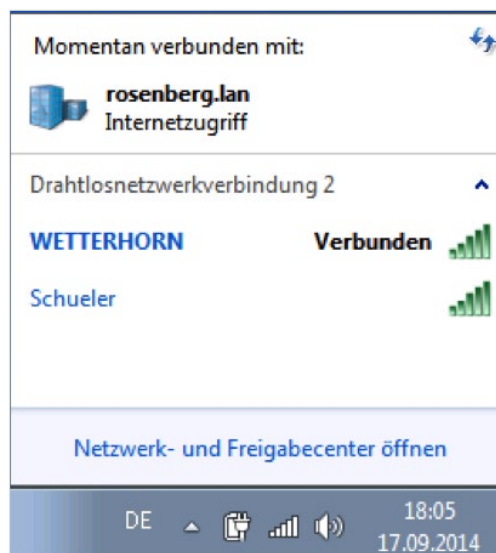 Momentan verbunden mit:
rosenberg.lan
Internetzugriff
Drahtlosnetzwerkverbindung 2
WETTERHORN Verbunden
Schueler
Netzwerk- und Freigabecenter öffnen
DE 18:05
17.09.2014